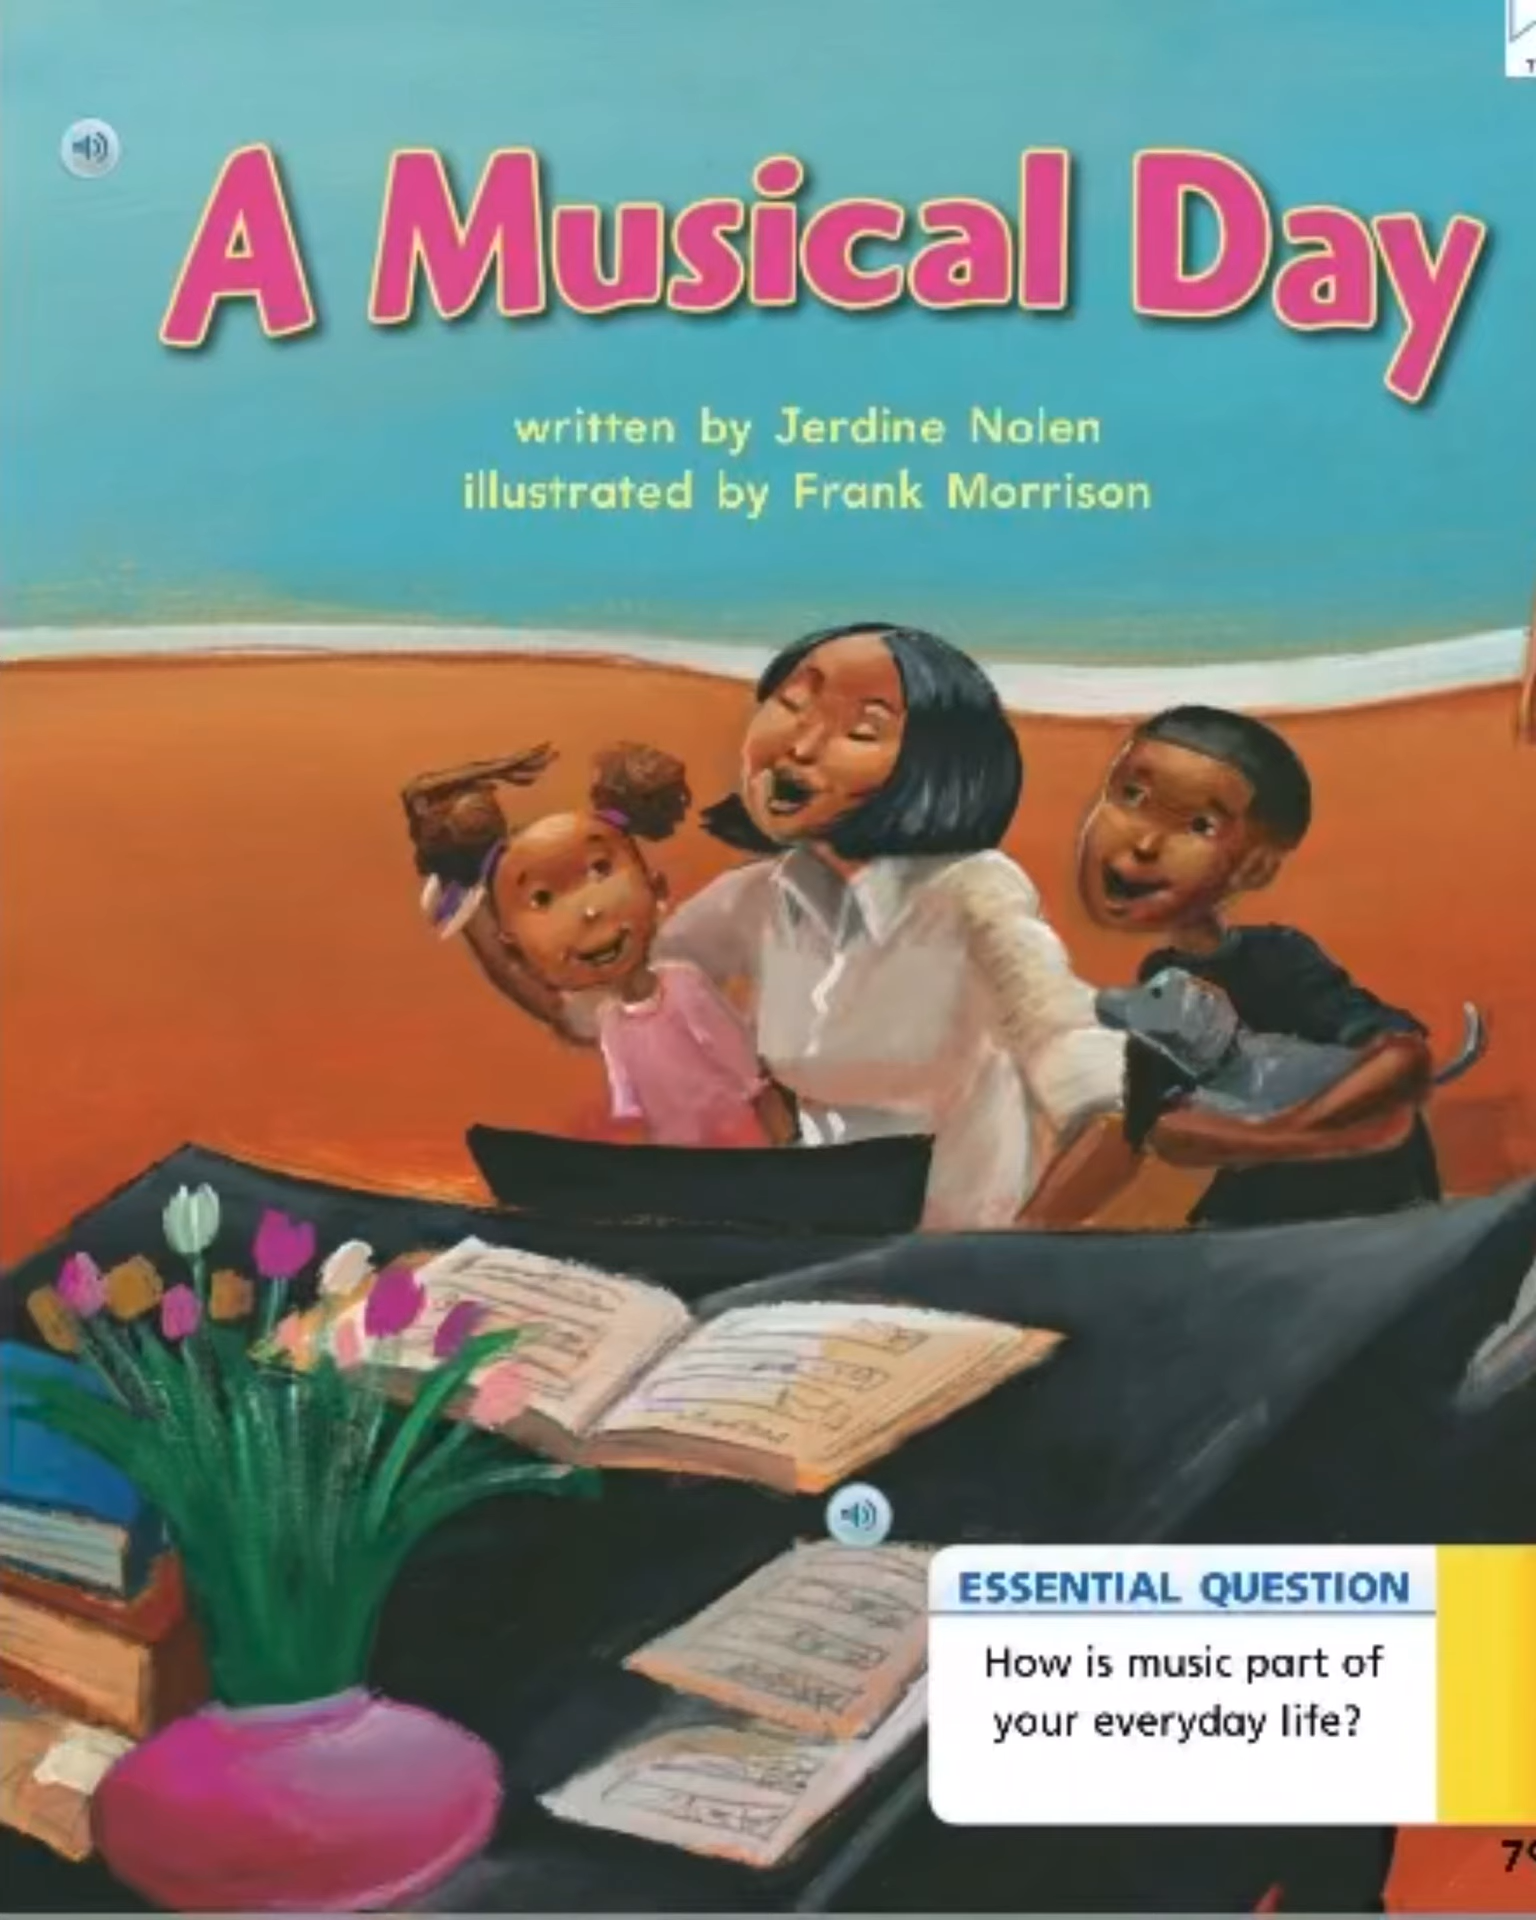 A Musical Day
written by Jerdine Nolen
illustrated by Frank Morrison
ESSENTIAL QUESTION
How is music part of
your everyday life?